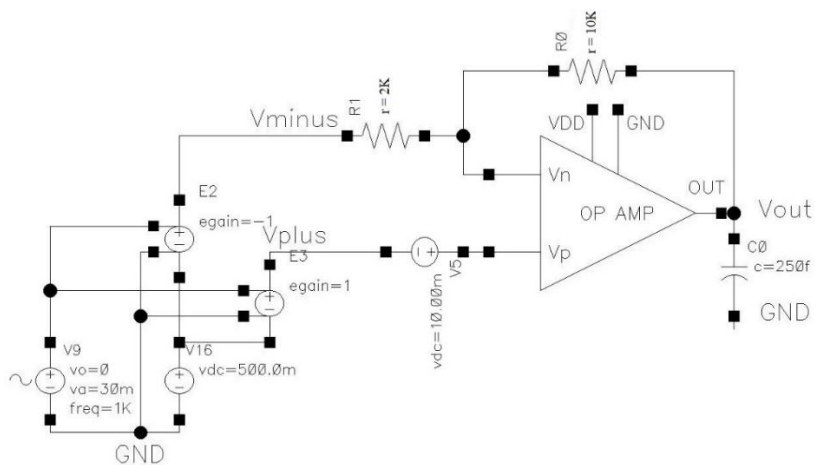 R0
r=10K
R1
r=2K
Vminus
VDD
GND
Vn
OUT
OP AMP
Vout
E2
egain=-1
Vplus
Vp
C0
c=250f
E3
egain=1
V5
vdc=10.00m
GND
V9
vo=0
va=30m
freq=1K
V16
vdc=500.0m
GND